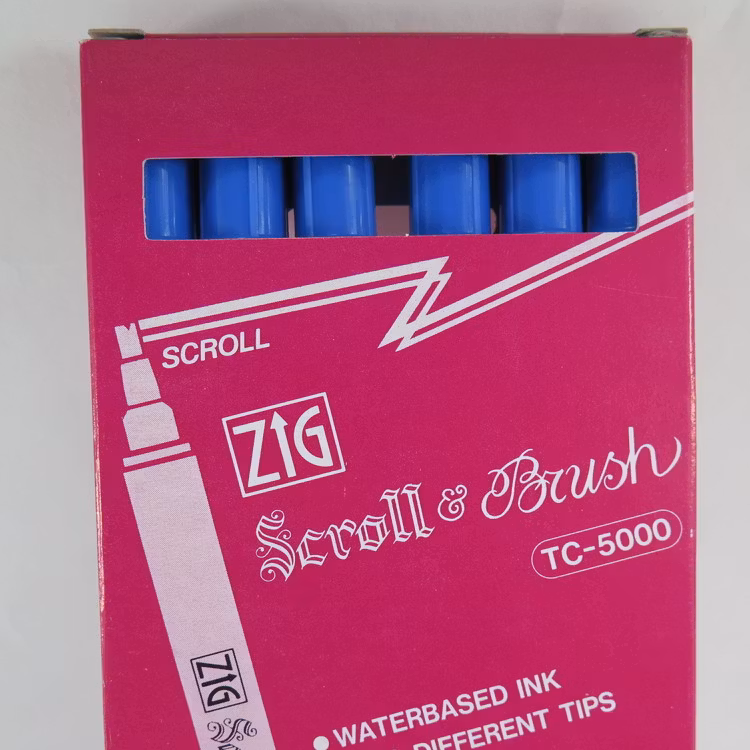 SCROLL
ZIG
Scroll & Brush
TC-5000
ZIG
• WATERBASED INK
DIFFERENT TIPS